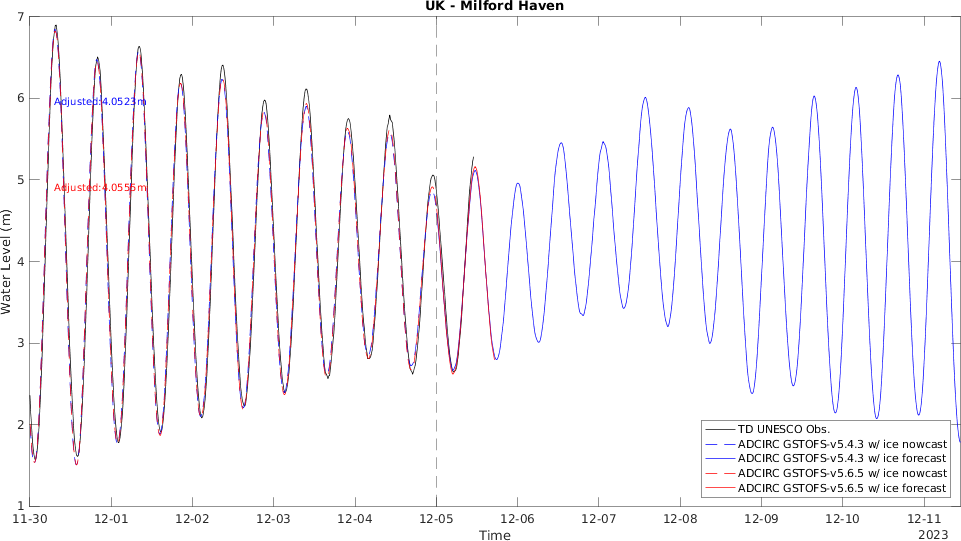 UK - Milford Haven
7
6
5
4
3
2
1
Water Level (m)
Adjusted:4.0523m
Adjusted:4.0556m
TD UNESCO Obs.
ADCIRC GSTOFS-v5.4.3 w/ ice nowcast
ADCIRC GSTOFS-v5.4.3 w/ ice forecast
ADCIRC GSTOFS-v5.6.5 w/ ice nowcast
ADCIRC GSTOFS-v5.6.5 w/ ice forecast
11-30 12-01 12-02 12-03 12-04 12-05 12-06 12-07 12-08 12-09 12-10 12-11
Time
2023